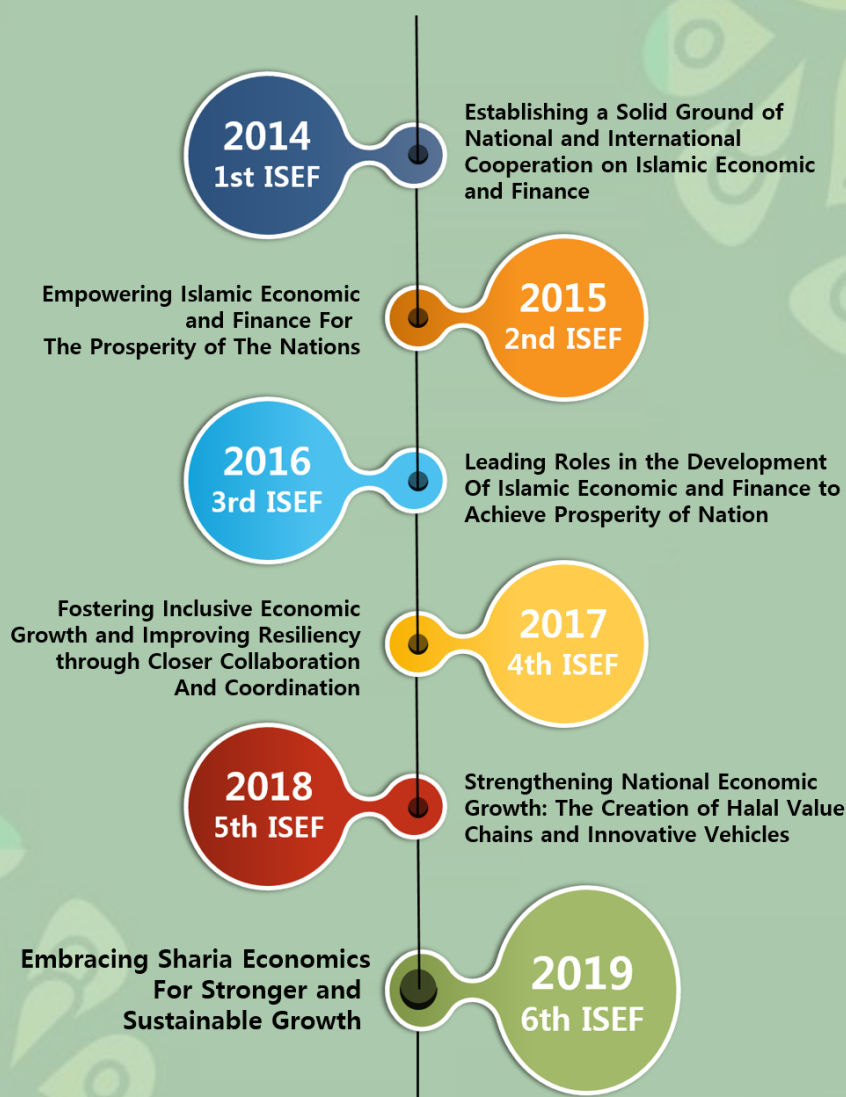 2014
1st ISEF
Establishing a Solid Ground of
National and International
Cooperation on Islamic Economic
and Finance
Empowering Islamic Economic
and Finance For
The Prosperity of The Nations
2015
2nd ISEF
2016
3rd ISEF
Leading Roles in the Development
Of Islamic Economic and Finance to
Achieve Prosperity of Nation
Fostering Inclusive Economic
Growth and Improving Resiliency
through Closer Collaboration
And Coordination
2017
4th ISEF
2018
5th ISEF
Strengthening National Economic
Growth: The Creation of Halal Value
Chains and Innovative Vehicles
Embracing Sharia Economics
For Stronger and
Sustainable Growth
2019
6th ISEF